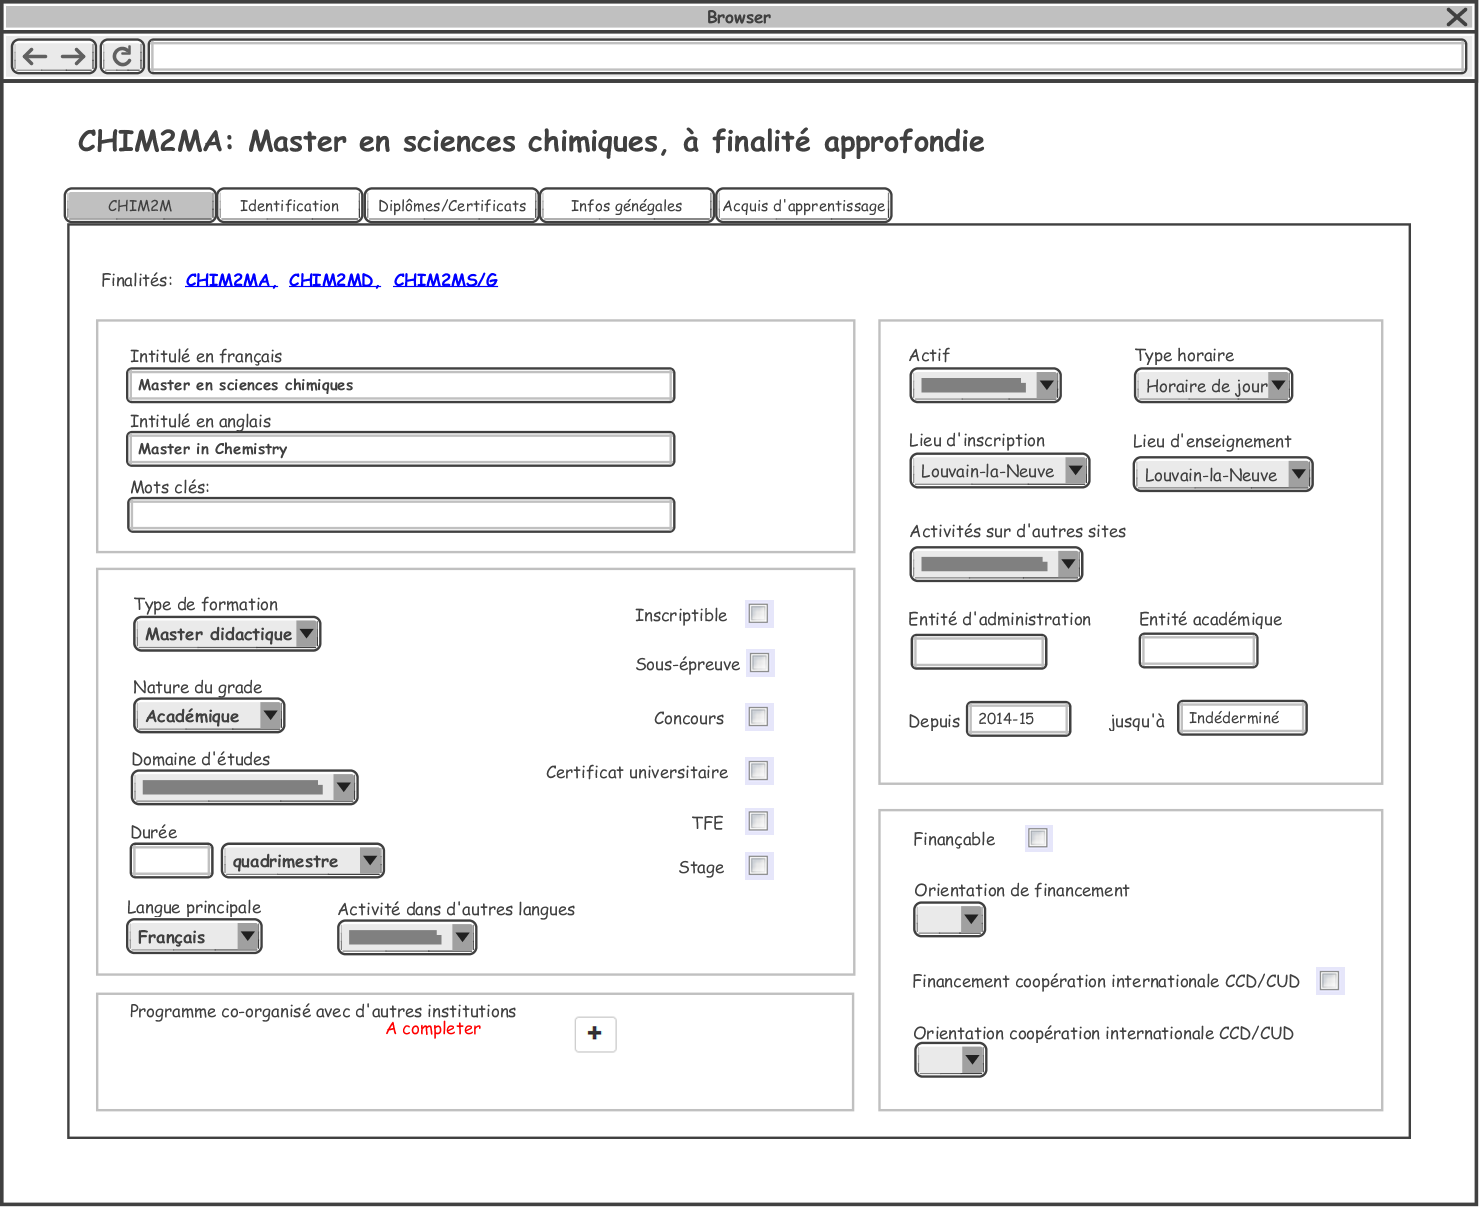 Browser
CHIM2MA: Master en sciences chimiques, à finalité approfondie
CHIM2M
Identification
Diplômes/Certificats
Infos génégales
Acquis d'apprentissage
Finalités: CHIM2MA, CHIM2MD, CHIM2MS/G
Intitulé en français
Master en sciences chimiques
Intitulé en anglais
Master in Chemistry
Mots clés:
Type de formation
Master didactique
Nature du grade
Académique
Domaine d'études
Durée
quadrimestre
Langue principale
Français
Activité dans d'autres langues
Inscriptible
Sous-épreuve
Concours
Certificat universitaire
TFE
Stage
Programme co-organisé avec d'autres institutions
A completer
+
Actif
Type horaire
Horaire de jour
Lieu d'inscription
Louvain-la-Neuve
Lieu d'enseignement
Louvain-la-Neuve
Activités sur d'autres sites
Entité d'administration
Entité académique
Depuis 2014-15 jusqu'à Indéderminé
Finançable
Orientation de financement
Financement coopération internationale CCD/CUD
Orientation coopération internationale CCD/CUD